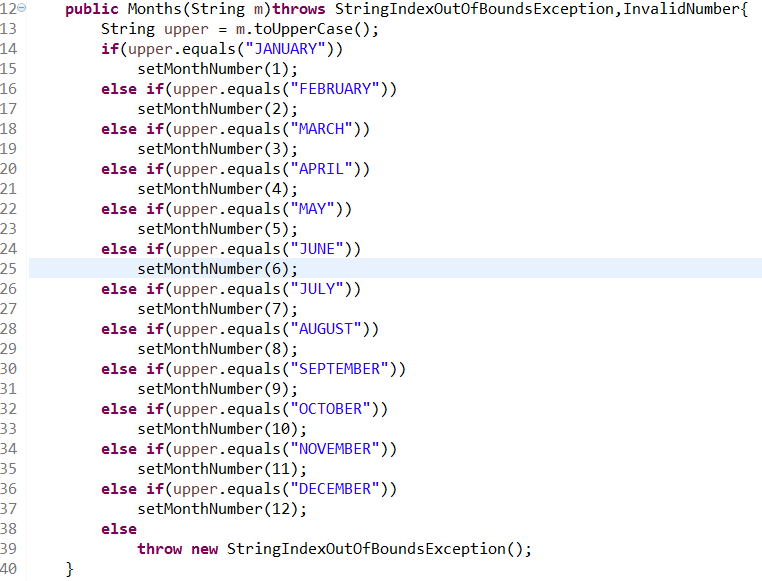 12 public Months(String m)throws StringIndexOutOfBoundsException,InvalidNumber{
13 String upper = m.toUpperCase();
14 if(upper.equals("JANUARY"))
15 setMonthNumber(1);
16 else if(upper.equals("FEBRUARY"))
17 setMonthNumber(2);
18 else if(upper.equals("MARCH"))
19 setMonthNumber(3);
20 else if(upper.equals("APRIL"))
21 setMonthNumber(4);
22 else if(upper.equals("MAY"))
23 setMonthNumber(5);
24 else if(upper.equals("JUNE"))
25 setMonthNumber(6);
26 else if(upper.equals("JULY"))
27 setMonthNumber(7);
28 else if(upper.equals("AUGUST"))
29 setMonthNumber(8);
30 else if(upper.equals("SEPTEMBER"))
31 setMonthNumber(9);
32 else if(upper.equals("OCTOBER"))
33 setMonthNumber(10);
34 else if(upper.equals("NOVEMBER"))
35 setMonthNumber(11);
36 else if(upper.equals("DECEMBER"))
37 setMonthNumber(12);
38 else
39 throw new StringIndexOutOfBoundsException();
40 }